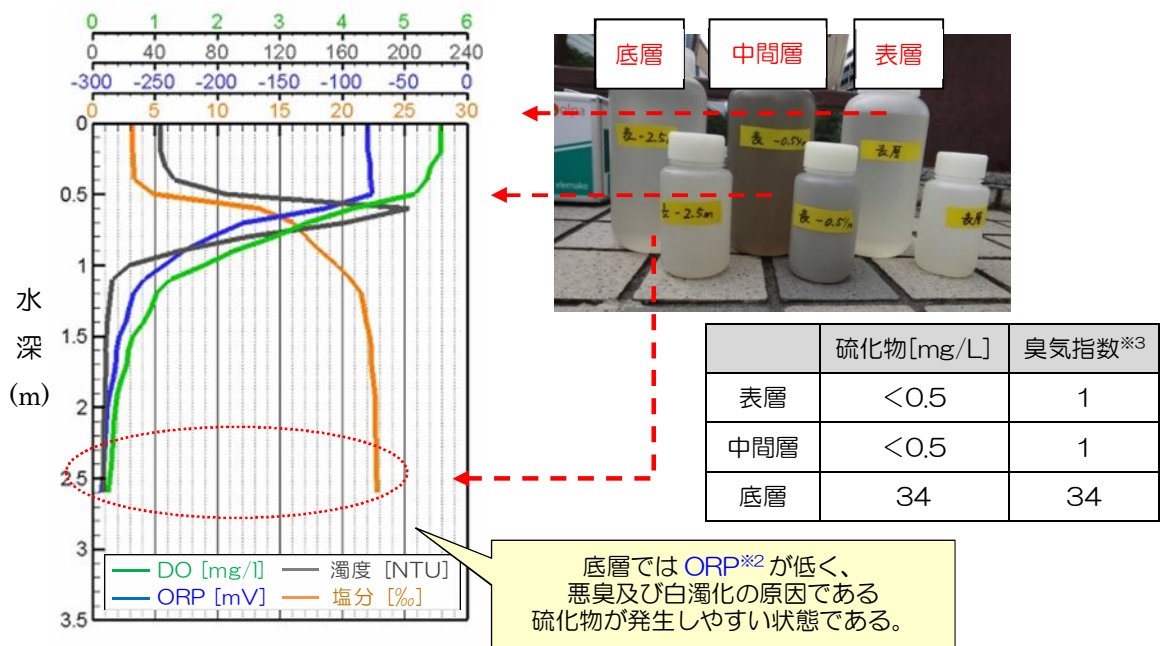 0 1 2 3 4 5 6
0 40 80 120 160 200 240
-300 -250 -200 -150 -100 -50 0
0 5 10 15 20 25 30
0
0.5
1
1.5
2
2.5
3
3.5
水
深
(m)
DO [mg/l] 濁度 [NTU]
ORP [mV] 塩分 [‰]
底層 中間層 表層
olpa
elemake
表-2.5m
表-0.5m
表層
表-2.5m
表-0.5m
表層
硫化物[mg/L] 臭気指数※3
表層 <0.5 1
中間層 <0.5 1
底層 34 34
底層では ORP※2 が低く、
悪臭及び白濁化の原因である
硫化物が発生しやすい状態である。